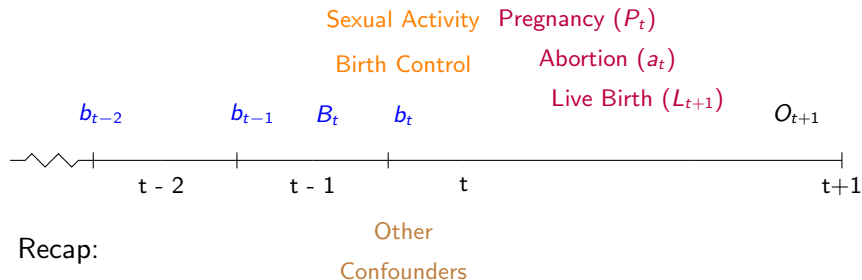 Sexual Activity Pregnancy (P_t)
Birth Control Abortion (a_t)
Live Birth (L_{t+1})
b_{t−2} b_{t−1} B_t b_t O_{t+1}
t - 2 t - 1 t t+1
Other
Recap:
Confounders